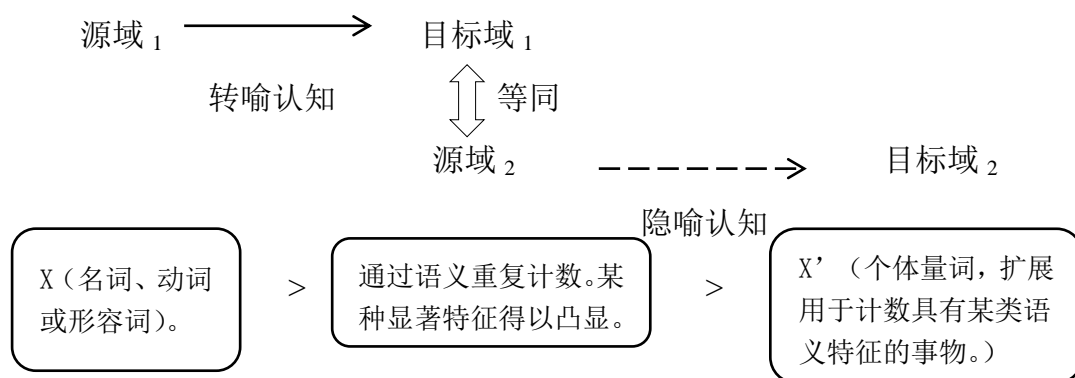 源域 1
目标域 1
转喻认知
等同
源域 2
目标域 2
隐喻认知
X（名词、动词
或形容词）。
>
通过语义重复计数。某
种显著特征得以凸显。
>
X’（个体量词，扩展
用于计数具有某类语
义特征的事物。）